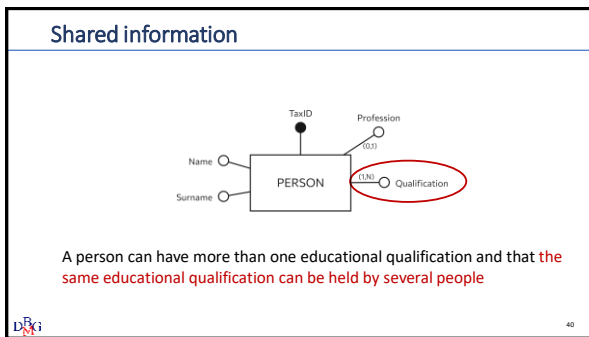 Shared information
TaxID
Profession
(0,1)
Name
PERSON
(1,N)
Qualification
Surname
A person can have more than one educational qualification and that the
same educational qualification can be held by several people
DBMG
40